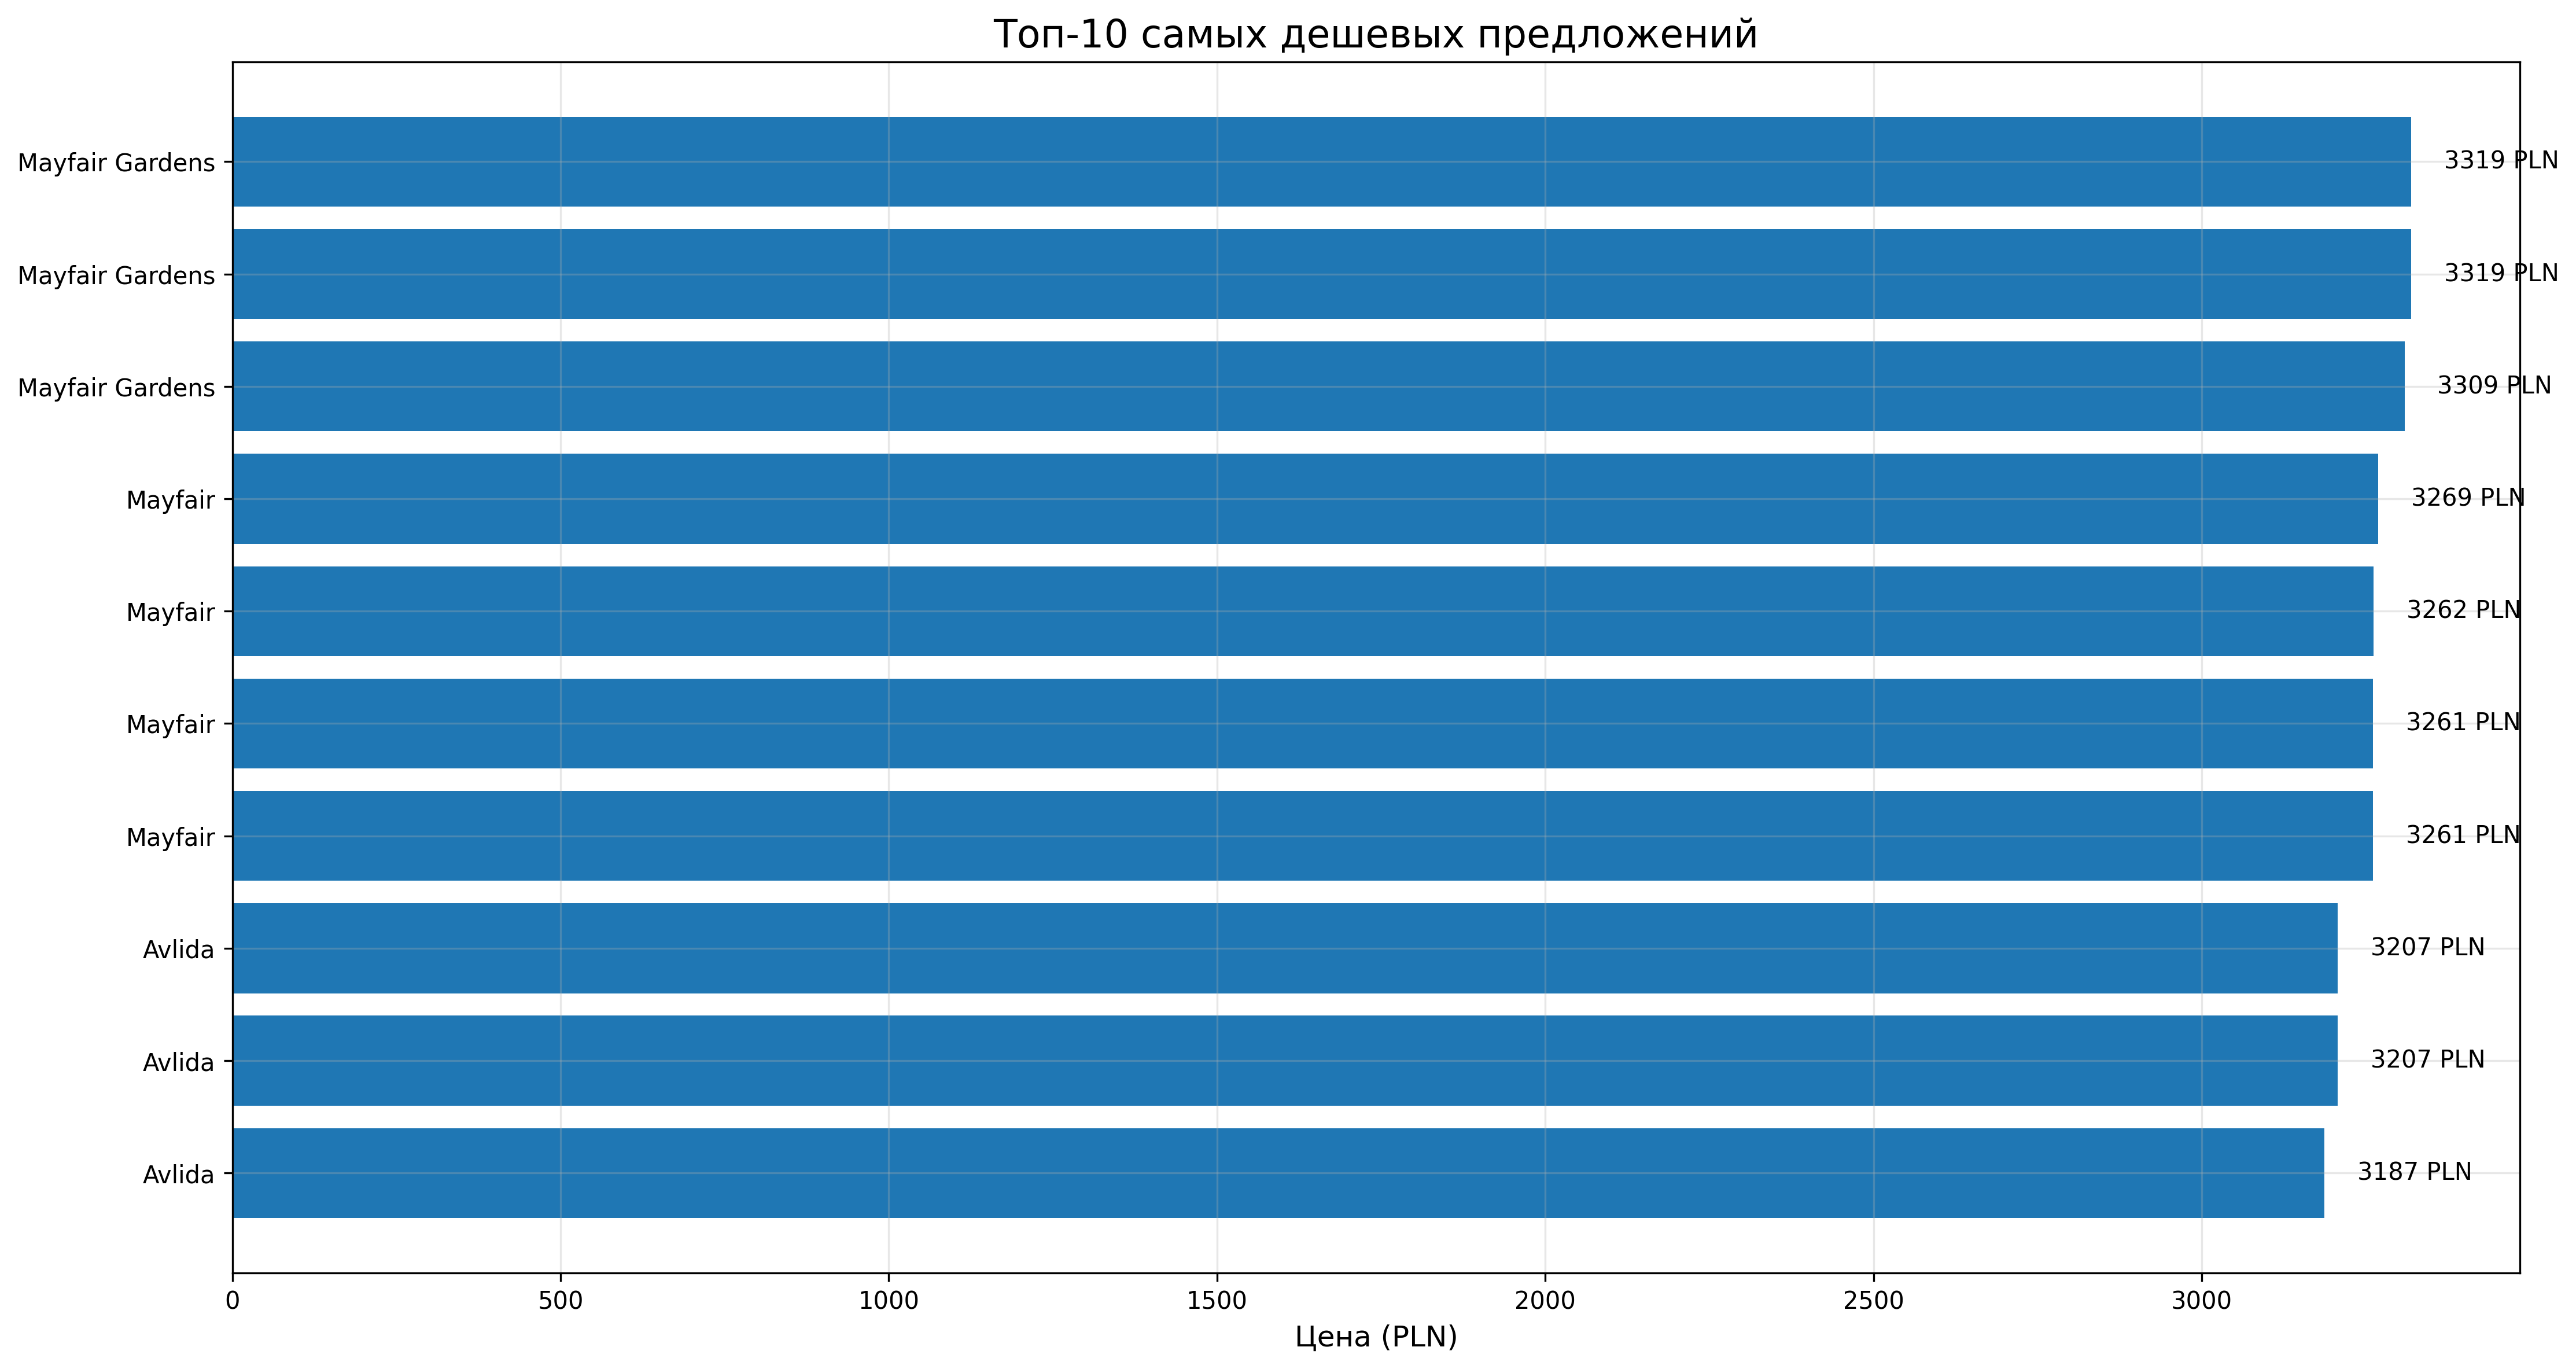 Топ-10 самых дешевых предложений
Mayfair Gardens 3319 PLN
Mayfair Gardens 3319 PLN
Mayfair Gardens 3309 PLN
Mayfair 3269 PLN
Mayfair 3262 PLN
Mayfair 3261 PLN
Mayfair 3261 PLN
Avlida 3207 PLN
Avlida 3207 PLN
Avlida 3187 PLN
0 500 1000 1500 2000 2500 3000
Цена (PLN)